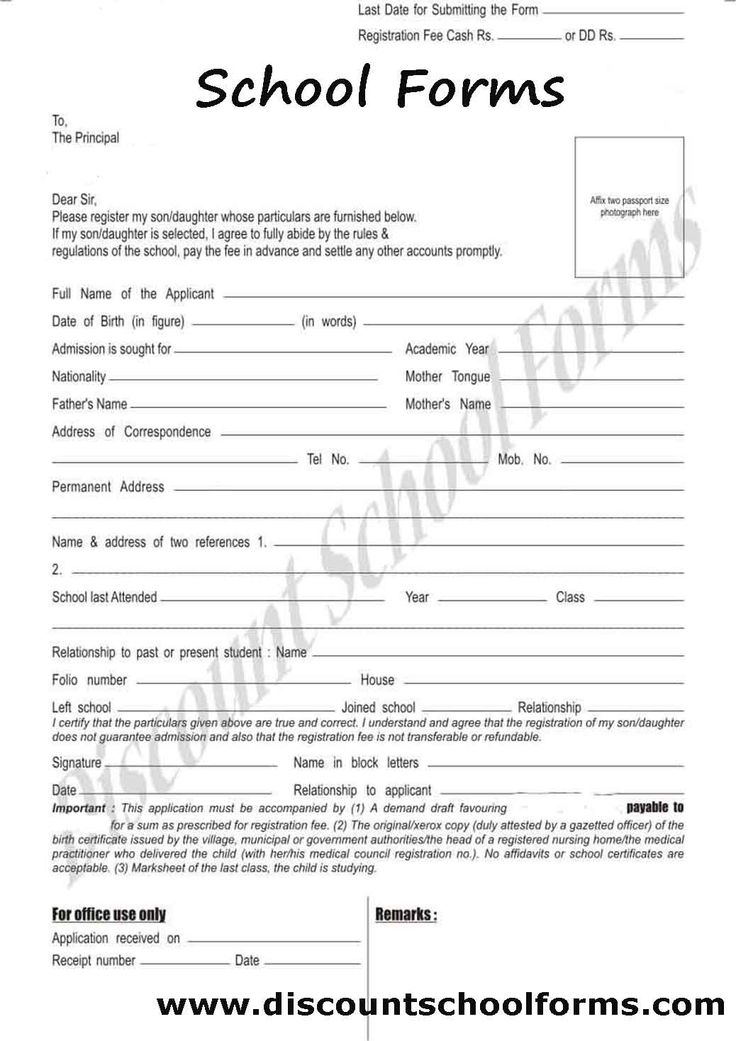 Last Date for Submitting the Form
Registration Fee Cash Rs. or DD Rs.
School Forms
To,
The Principal
Affix two passport size
photograph here
Dear Sir,
Please register my son/daughter whose particulars are furnished below.
If my son/daughter is selected, I agree to fully abide by the rules &
regulations of the school, pay the fee in advance and settle any other accounts promptly.
Full Name of the Applicant
Date of Birth (in figure) (in words)
Admission is sought for Academic Year
Nationality Mother Tongue
Father's Name Mother's Name
Address of Correspondence
Tel No. Mob. No.
Permanent Address
Name & address of two references 1.
2.
School last Attended Year Class
Relationship to past or present student : Name
Folio number House
Left school Joined school Relationship
I certify that the particulars given above are true and correct. I understand and agree that the registration of my son/daughter
does not guarantee admission and also that the registration fee is not transferable or refundable.
Signature Name in block letters
Date Relationship to applicant
Important : This application must be accompanied by (1) A demand draft favouring payable to
for a sum as prescribed for registration fee. (2) The original/xerox copy (duly attested by a gazetted officer) of the
birth certificate issued by the village, municipal or government authorities/the head of a registered nursing home/the medical
practitioner who delivered the child (with her/his medical council registration no.). No affidavits or school certificates are
acceptable. (3) Marksheet of the last class, the child is studying.
For office use only Remarks :
Application received on
Receipt number Date
Discount School Forms
www.discountschoolforms.com